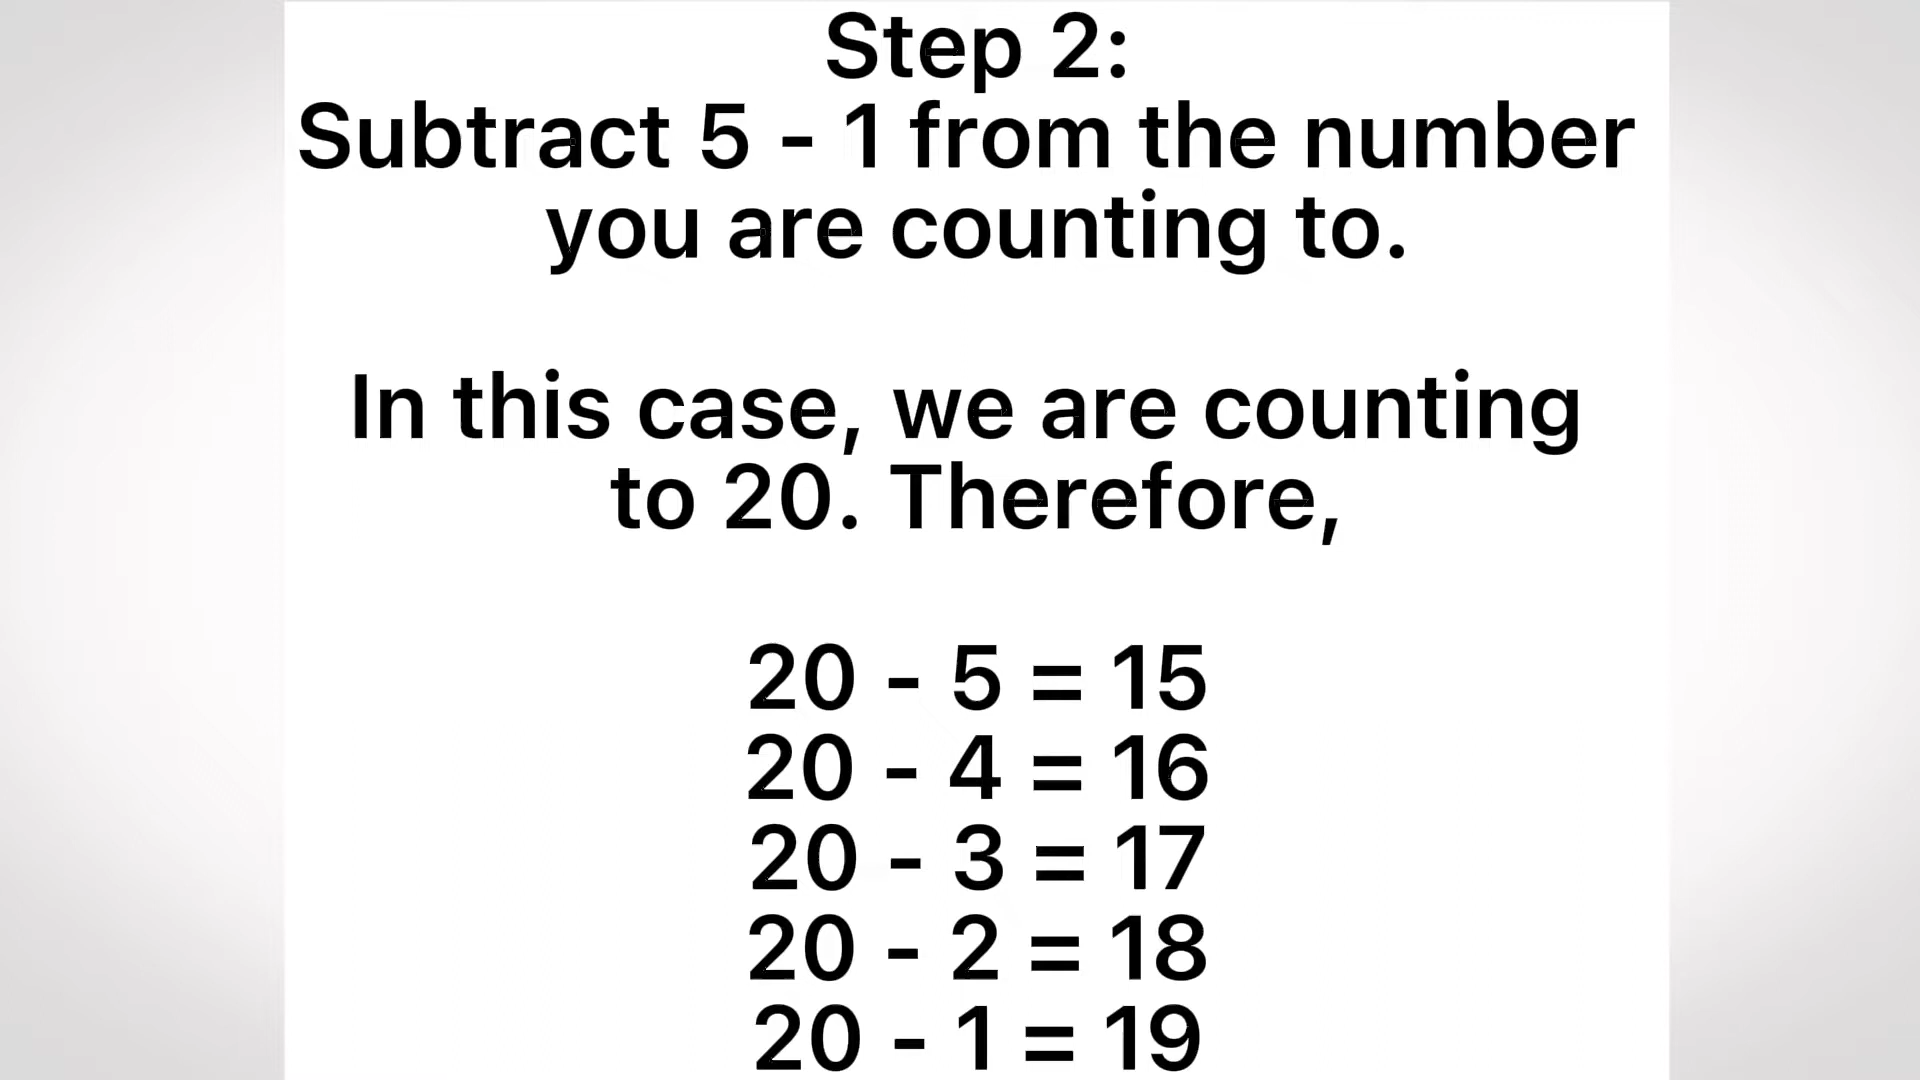 Step 2:
Subtract 5 - 1 from the number
you are counting to.
In this case, we are counting
to 20. Therefore,
20 - 5 = 15
20 - 4 = 16
20 - 3 = 17
20 - 2 = 18
20 - 1 = 19